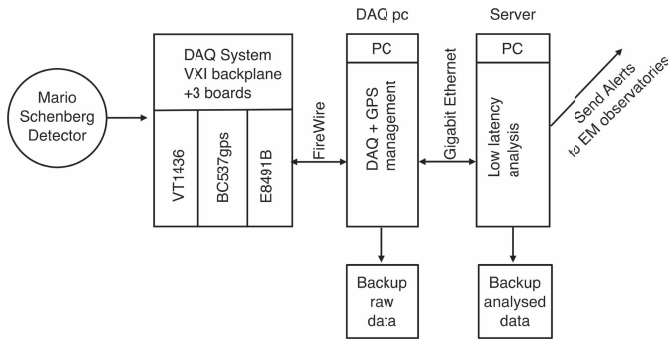 Mario
Schenberg
Detector
DAQ System
VXI backplane
+3 boards
VT1436
BC537gps
E8491B
FireWire
DAQ pc
PC
DAQ + GPS
management
Backup
raw
data
Gigabit Ethernet
Server
PC
Low latency
analysis
Backup
analysed
data
Send Alerts
to EM observatories